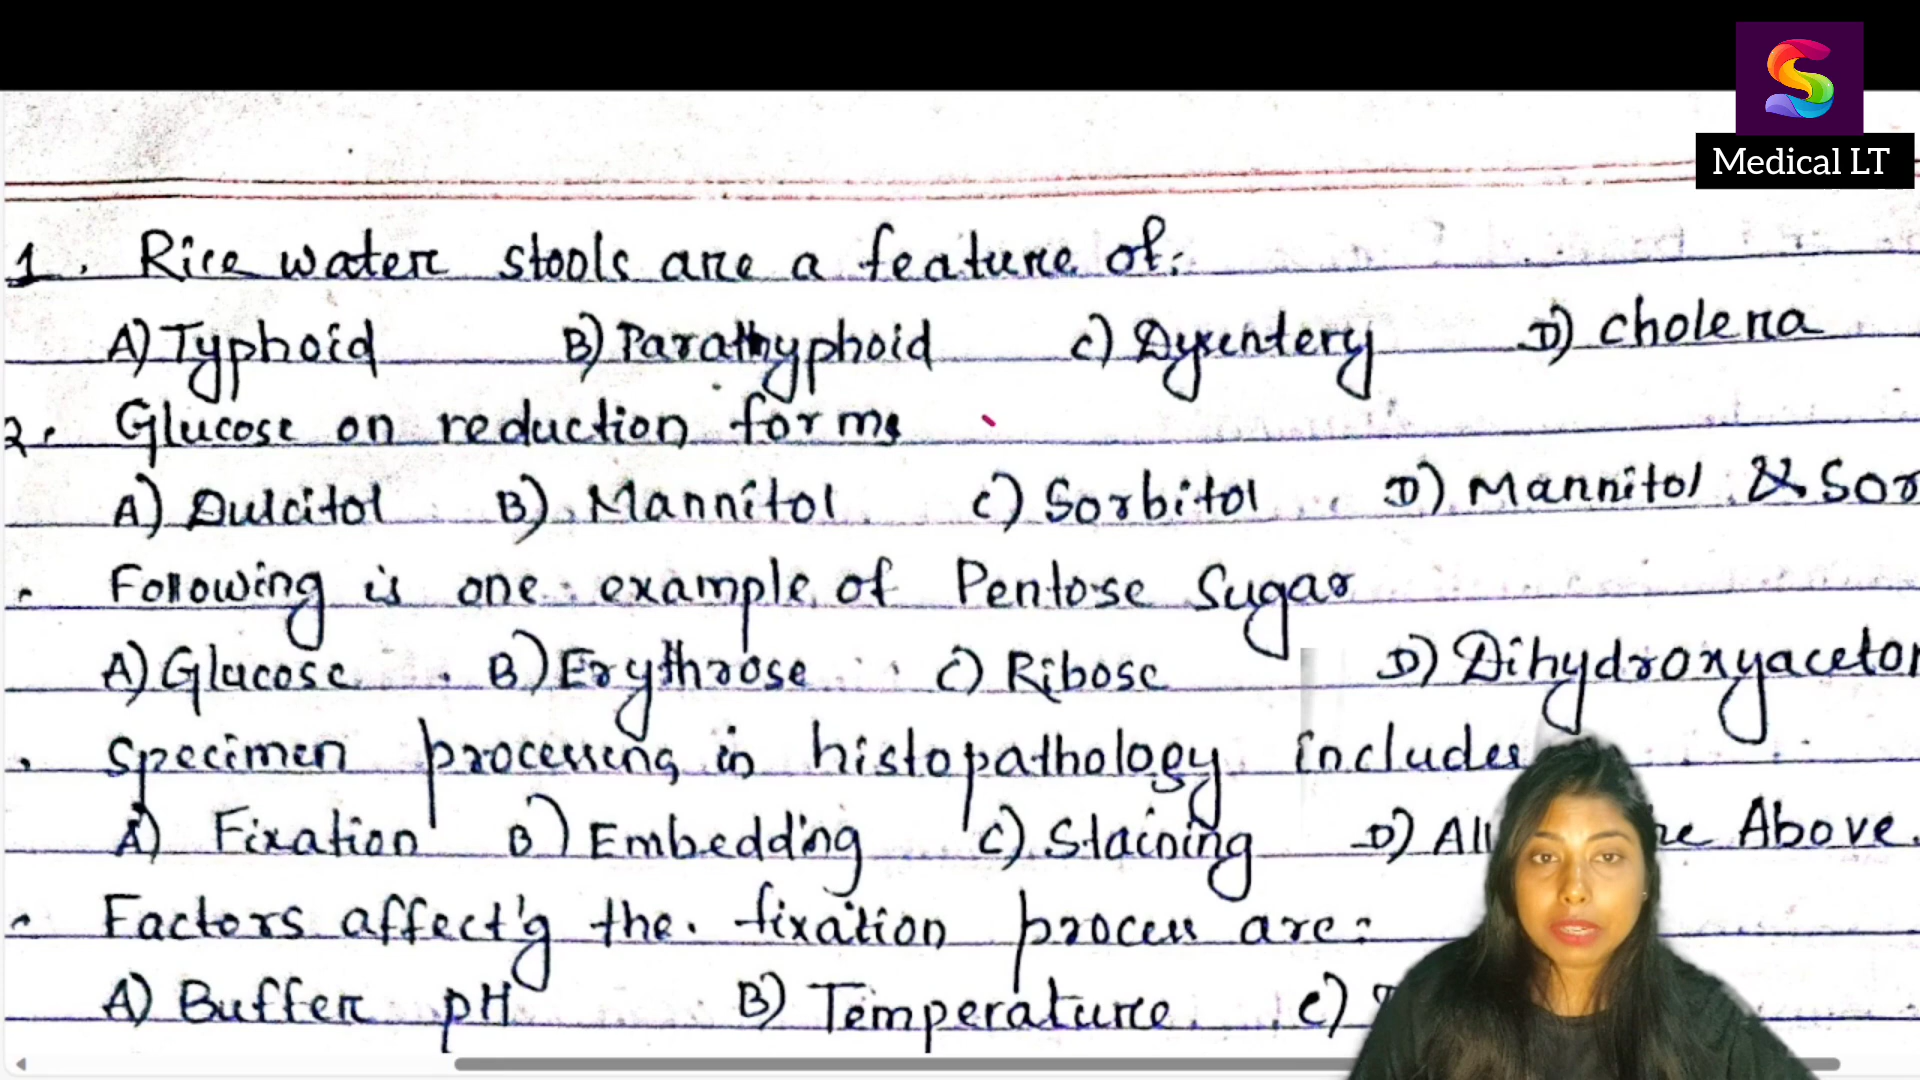 Medical LT
1. Rice water stools are a feature of:
A) Typhoid B) Parathyphoid C) Dysentery D) Cholera
2. Glucose on reduction forms
A) Dulcitol B) Mannitol C) Sorbitol D) Mannitol & Sor
Following is one example of Pentose Sugar
A) Glucose B) Erythrose C) Ribose D) Dihydroxyaceto
Specimen processing in histopathology includes
A) Fixation B) Embedding C) Staining D) All Above.
Factors affect'g the fixation process are:
A) Buffer pH B) Temperature C)